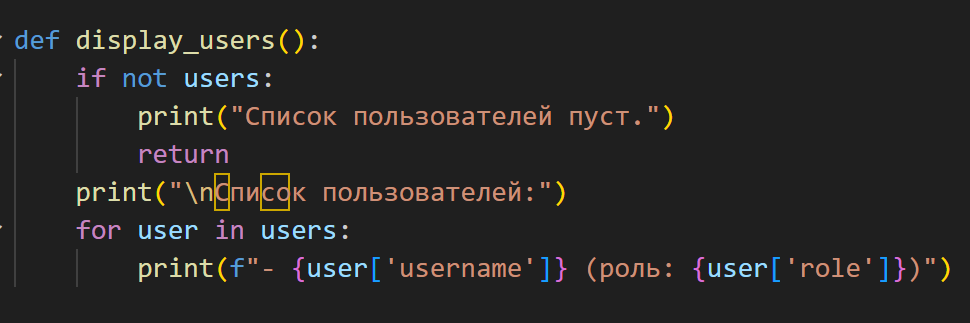 def display_users():
    if not users:
        print("Список пользователей пуст.")
        return
    print("\nСписок пользователей:")
    for user in users:
        print(f"- {user['username']} (роль: {user['role']})")